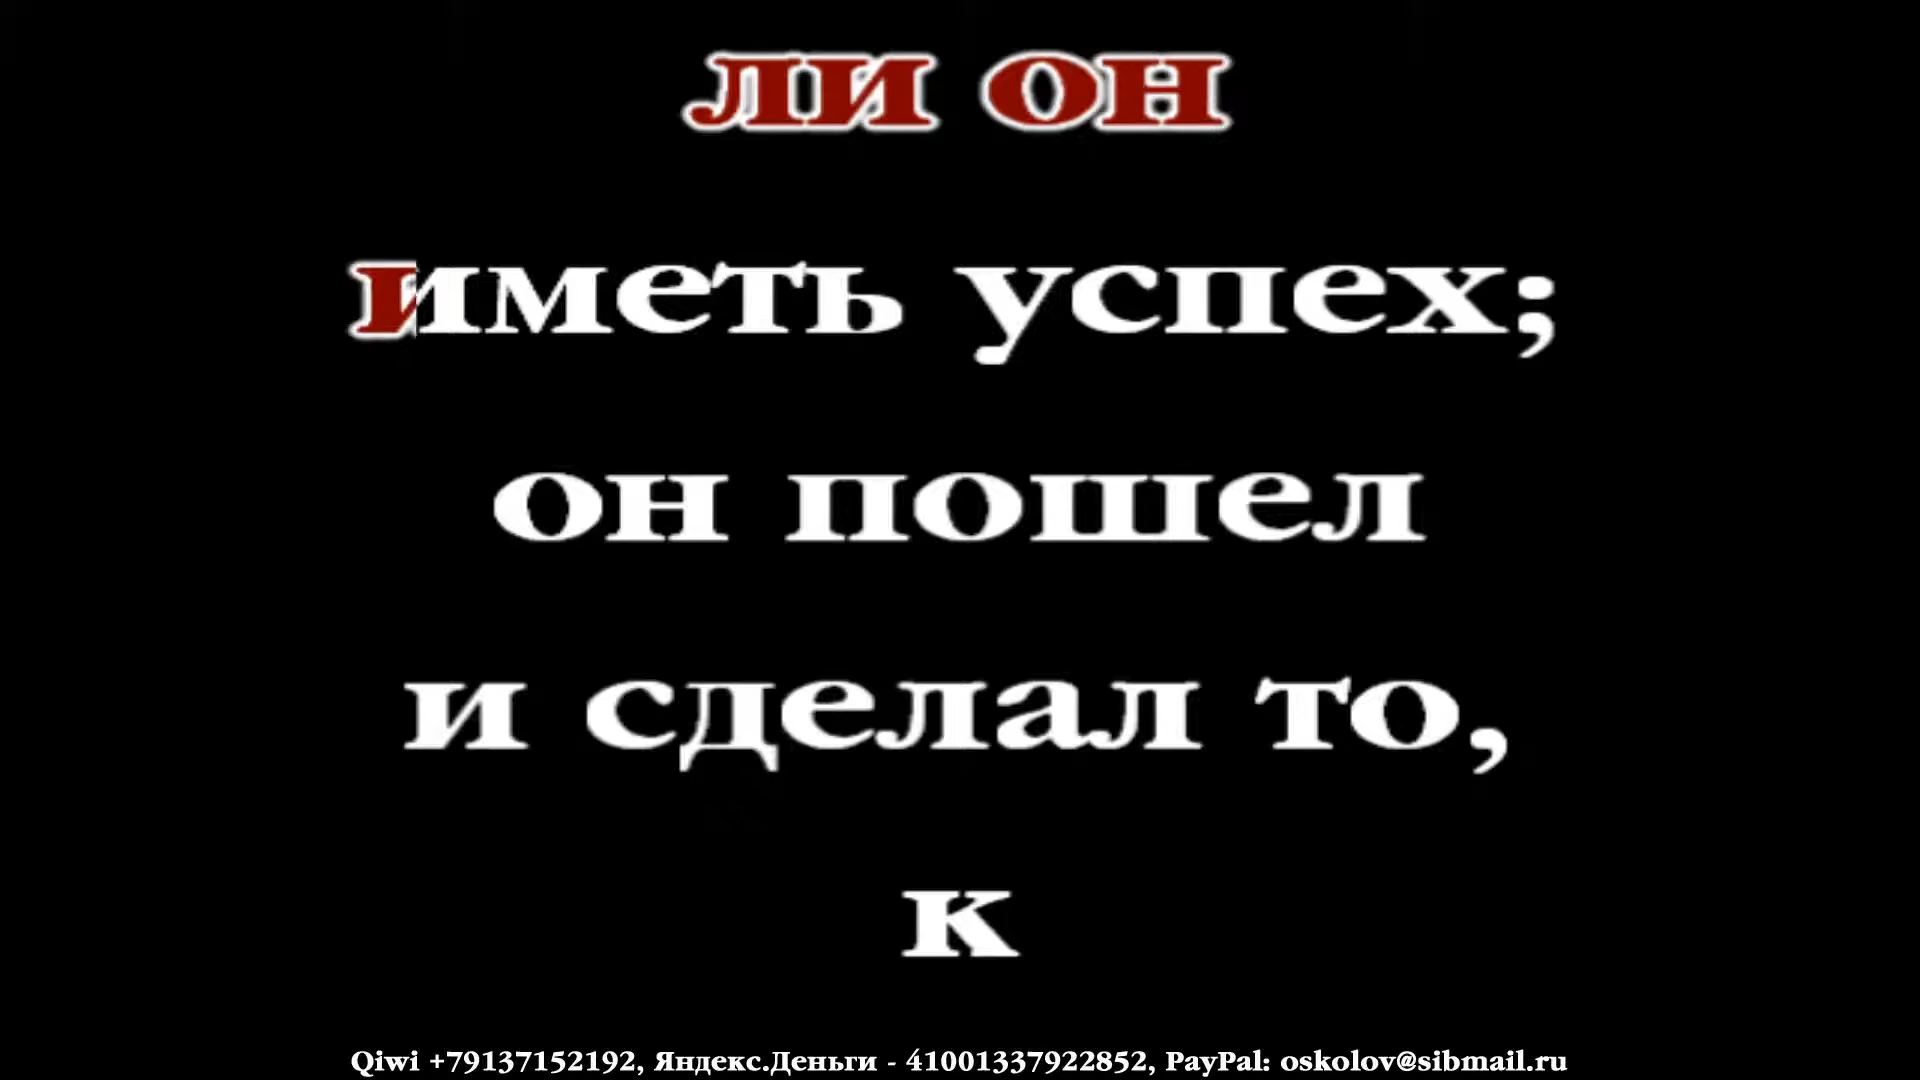 ли он
иметь успех;
он пошел
и сделал то,
к
Qiwi +79137152192, Яндекс.Деньги - 41001337922852, PayPal: oskolov@sibmail.ru